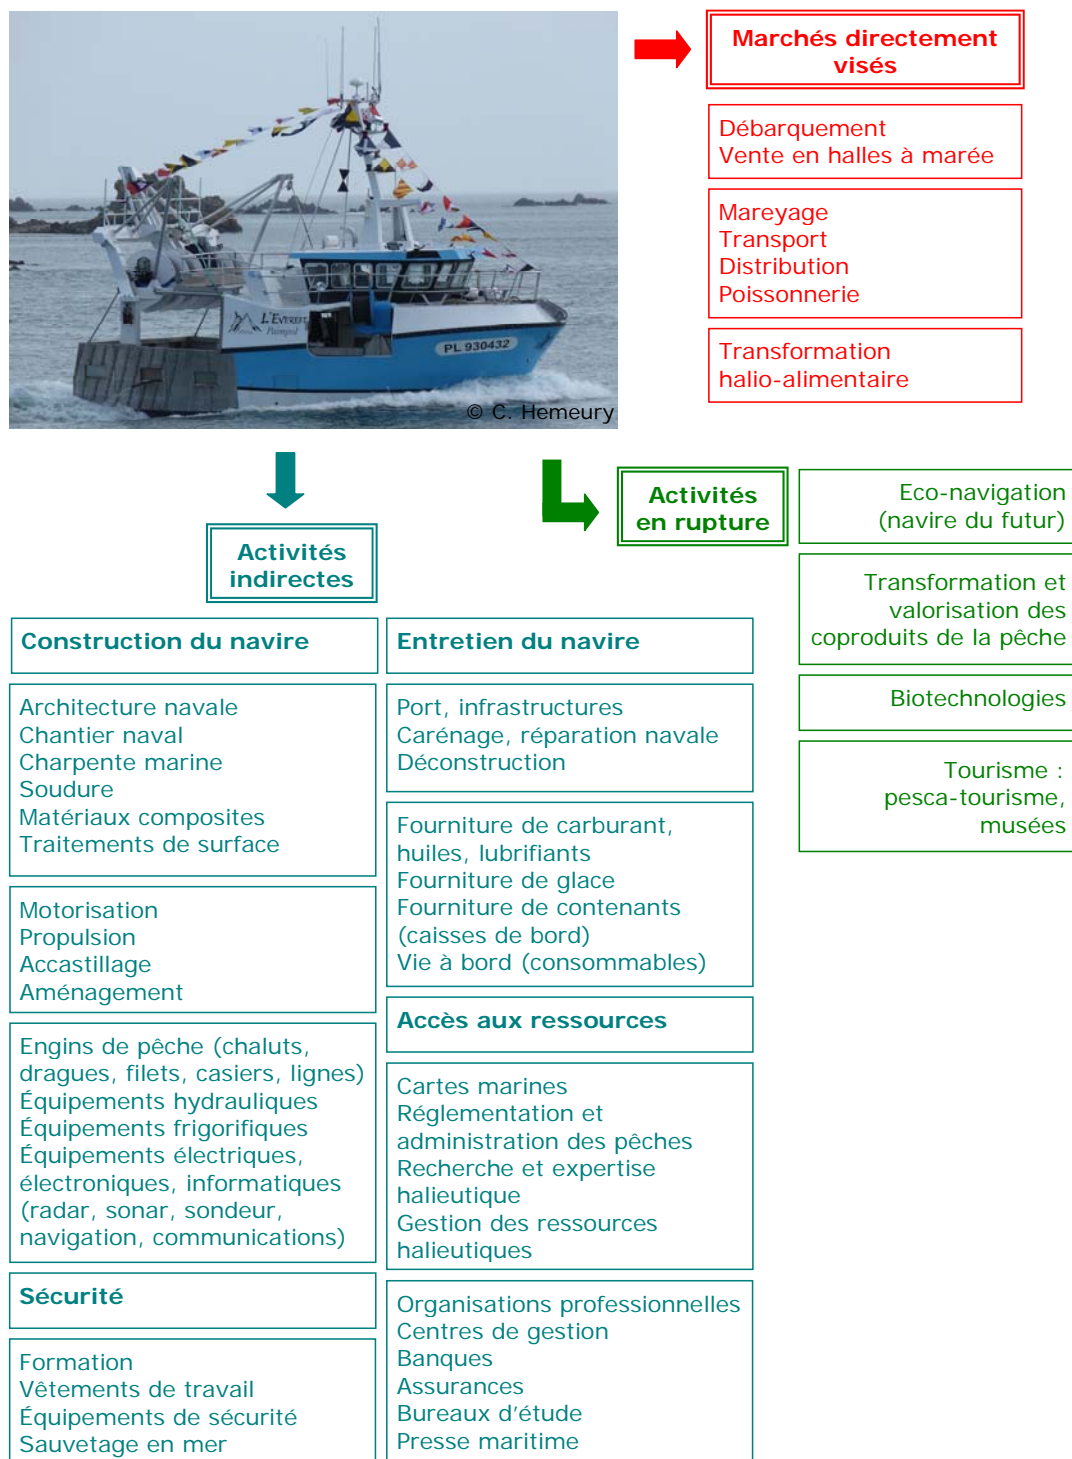 L'EVEREST
Paimpol
PL 930432
© C. Hemeury
Marchés directement
visés
Débarquement
Vente en halles à marée
Mareyage
Transport
Distribution
Poissonnerie
Transformation
halio-alimentaire
Activités
en rupture
Eco-navigation
(navire du futur)
Transformation et
valorisation des
coproduits de la pêche
Biotechnologies
Tourisme :
pesca-tourisme,
musées
Activités
indirectes
Construction du navire
Architecture navale
Chantier naval
Charpente marine
Soudure
Matériaux composites
Traitements de surface
Motorisation
Propulsion
Accastillage
Aménagement
Engins de pêche (chaluts,
dragues, filets, casiers, lignes)
Équipements hydrauliques
Équipements frigorifiques
Équipements électriques,
électroniques, informatiques
(radar, sonar, sondeur,
navigation, communications)
Sécurité
Formation
Vêtements de travail
Équipements de sécurité
Sauvetage en mer
Entretien du navire
Port, infrastructures
Carénage, réparation navale
Déconstruction
Fourniture de carburant,
huiles, lubrifiants
Fourniture de glace
Fourniture de contenants
(caisses de bord)
Vie à bord (consommables)
Accès aux ressources
Cartes marines
Réglementation et
administration des pêches
Recherche et expertise
halieutique
Gestion des ressources
halieutiques
Organisations professionnelles
Centres de gestion
Banques
Assurances
Bureaux d'étude
Presse maritime